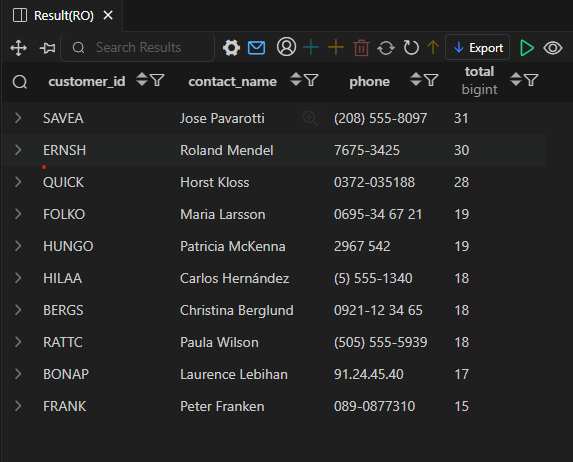 Result(RO)
Search Results
Export
customer_id contact_name phone total
bigint
SAVEA Jose Pavarotti (208) 555-8097 31
ERNSH Roland Mendel 7675-3425 30
QUICK Horst Kloss 0372-035188 28
FOLKO Maria Larsson 0695-34 67 21 19
HUNGO Patricia McKenna 2967 542 19
HILAA Carlos Hernández (5) 555-1340 18
BERGS Christina Berglund 0921-12 34 65 18
RATTC Paula Wilson (505) 555-5939 18
BONAP Laurence Lebihan 91.24.45.40 17
FRANK Peter Franken 089-0877310 15